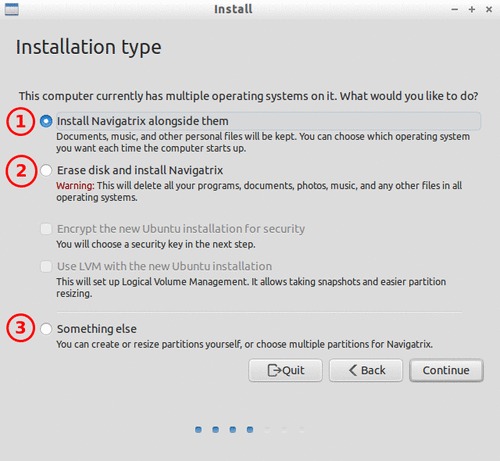 Install
Installation type
This computer currently has multiple operating systems on it. What would you like to do?
1 Install Navigatrix alongside them
Documents, music, and other personal files will be kept. You can choose which operating system
you want each time the computer starts up.
2 Erase disk and install Navigatrix
Warning: This will delete all your programs, documents, photos, music, and any other files in all
operating systems.
Encrypt the new Ubuntu installation for security
You will choose a security key in the next step.
Use LVM with the new Ubuntu installation
This will set up Logical Volume Management. It allows taking snapshots and easier partition
resizing.
3 Something else
You can create or resize partitions yourself, or choose multiple partitions for Navigatrix.
Quit Back Continue